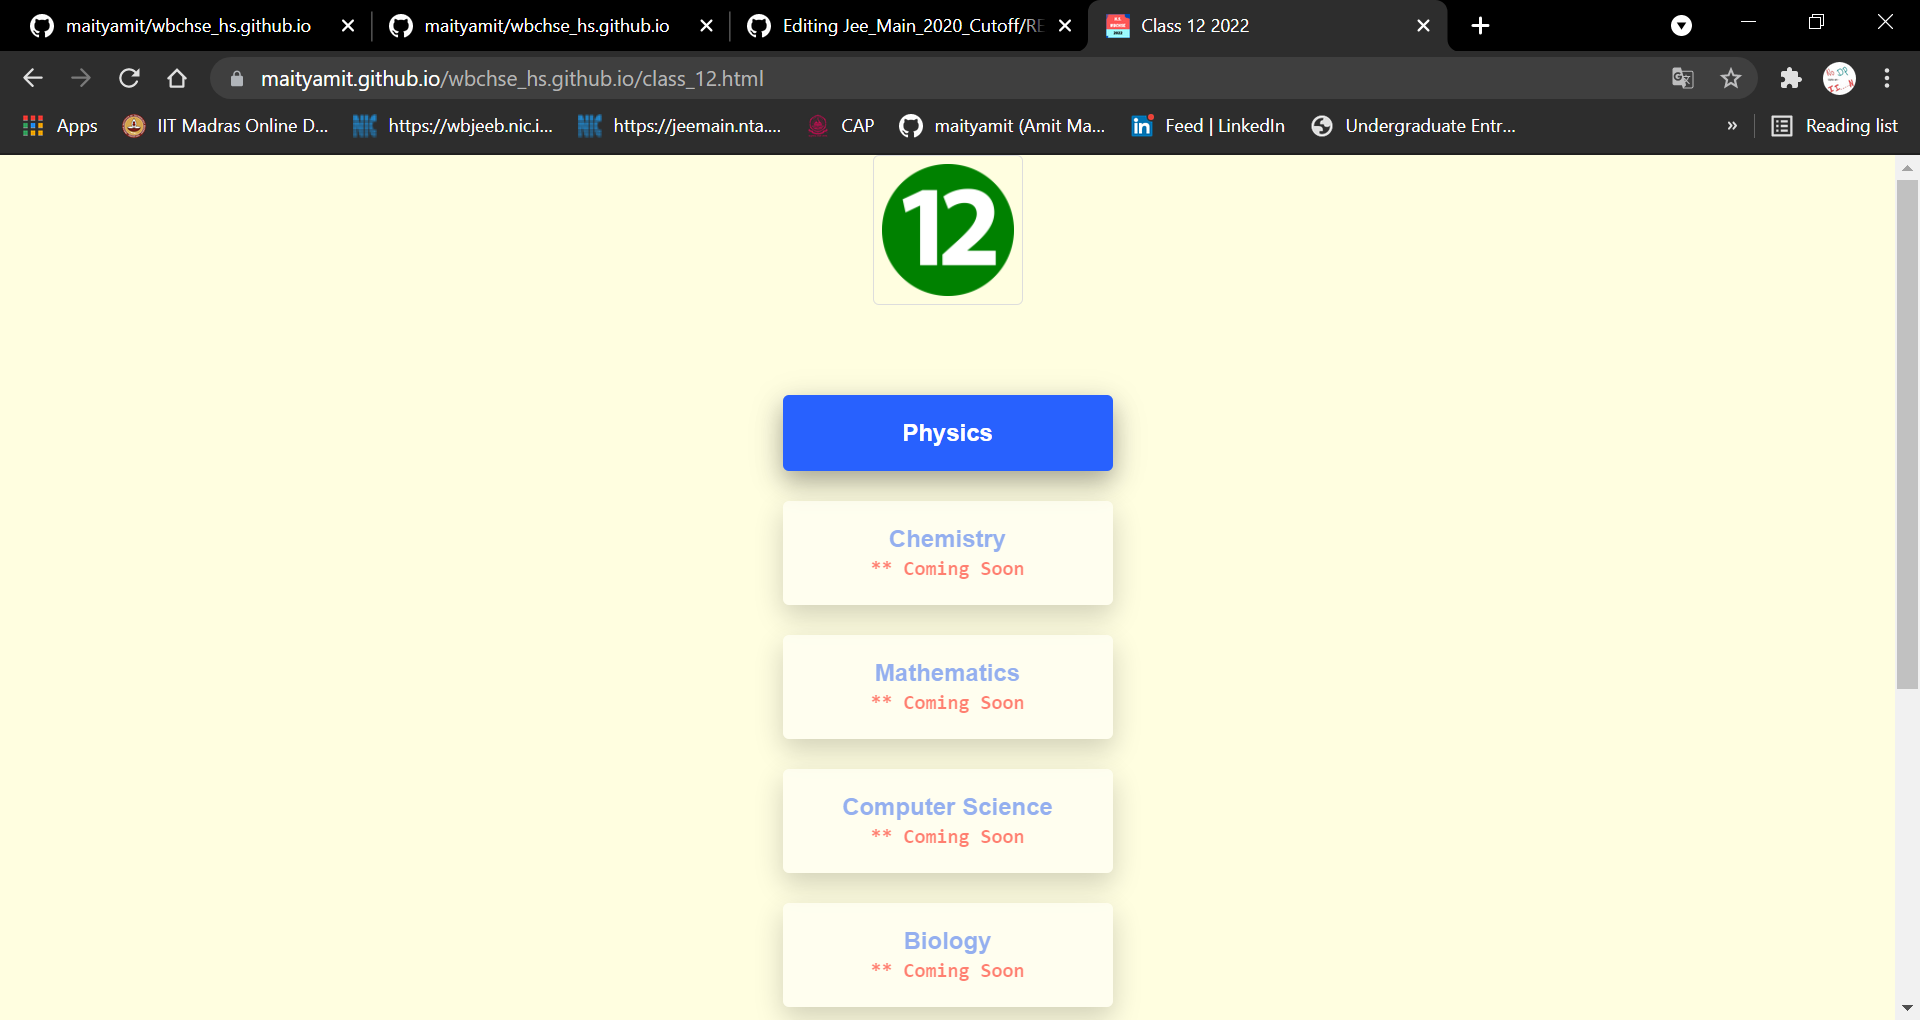 maityamit/wbchse_hs.github.io
maityamit/wbchse_hs.github.io
Editing Jee_Main_2020_Cutoff/RE
Class 12 2022
maityamit.github.io/wbchse_hs.github.io/class_12.html
Apps
IIT Madras Online D...
https://wbjeeb.nic.i...
https://jeemain.nta....
CAP
maityamit (Amit Ma...
Feed | LinkedIn
Undergraduate Entr...
»
Reading list
12
Physics
Chemistry
** Coming Soon
Mathematics
** Coming Soon
Computer Science
** Coming Soon
Biology
** Coming Soon